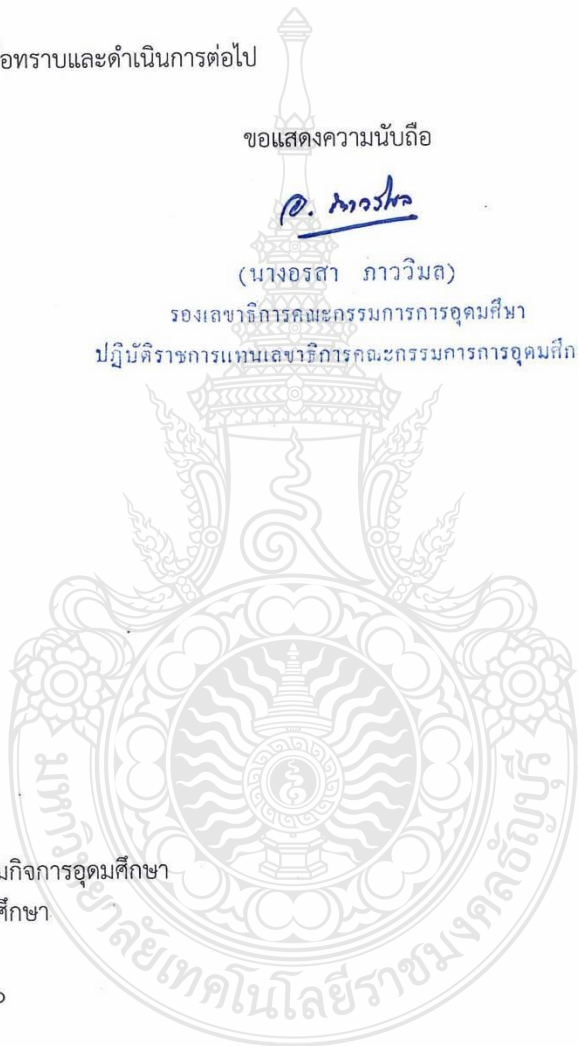 อทราบและดำเนินการต่อไป
ขอแสดงความนับถือ
(นางอรสา ภาววิมล)
รองเลขาธิการคณะกรรมการการอุดมศึกษา
ปฏิบัติราชการแทนเลขาธิการคณะกรรมการการอุดมศึก
มกิจการอุดมศึกษา
ศึกษา
๐
มหาวิทยาลัยเทคโนโลยีราชมงคลธัญบุรี